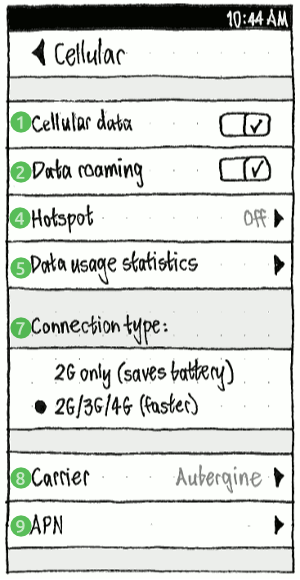 10:44 AM
Cellular
1 Cellular data
2 Data roaming
4 Hotspot Off
5 Data usage statistics
7 Connection type:
2G only (saves battery)
2G/3G/4G (faster)
8 Carrier Aubergine
9 APN